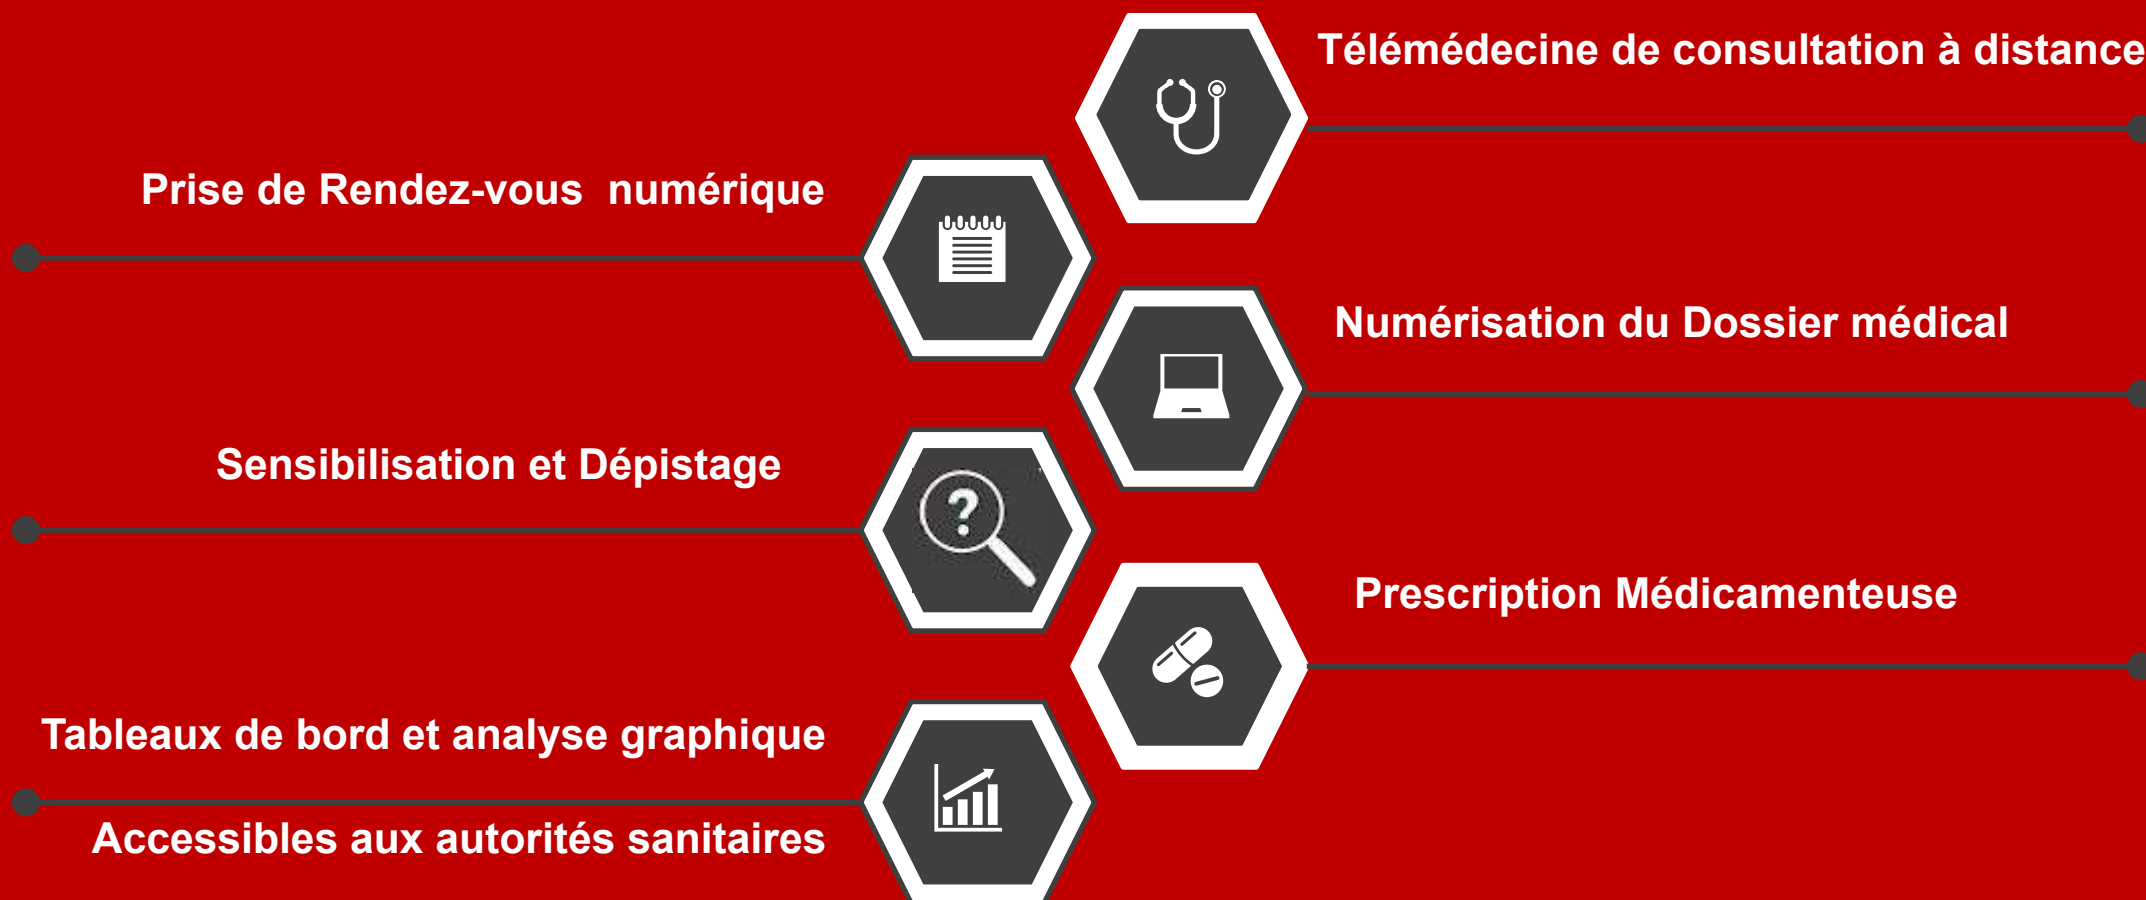 Télémédecine de consultation à distance
Prise de Rendez-vous  numérique
Numérisation du Dossier médical
Sensibilisation et Dépistage
?
Prescription Médicamenteuse
Tableaux de bord et analyse graphique
Accessibles aux autorités sanitaires